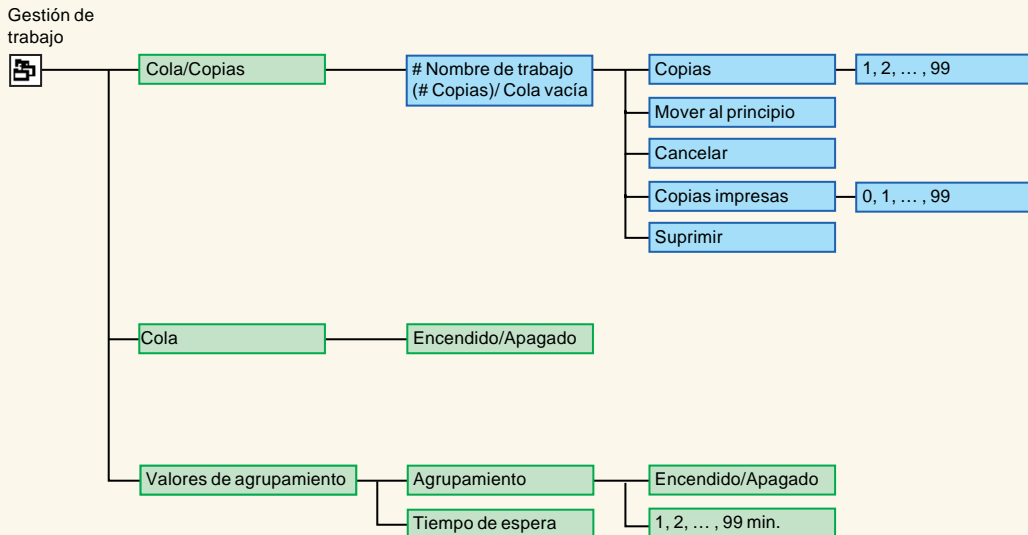 Gestión de
trabajo
Cola/Copias
# Nombre de trabajo
(# Copias)/ Cola vacía
Copias
1, 2, … , 99
Mover al principio
Cancelar
Copias impresas
0, 1, … , 99
Suprimir
Cola
Encendido/Apagado
Valores de agrupamiento
Agrupamiento
Encendido/Apagado
Tiempo de espera
1, 2, … , 99 min.